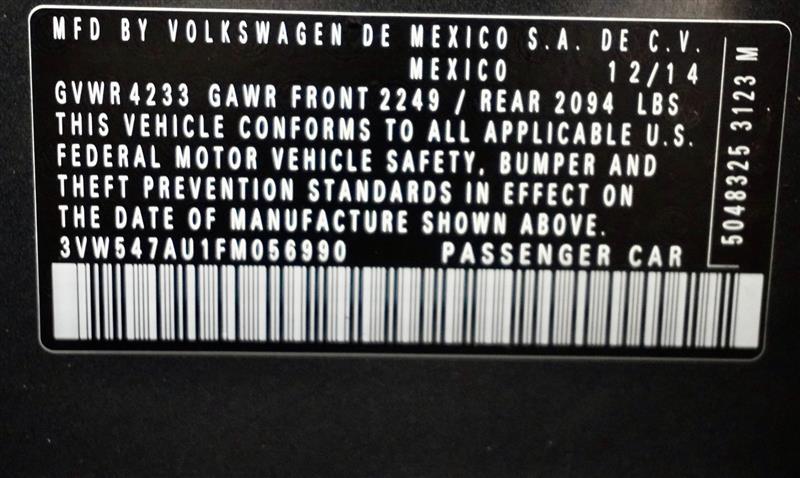 MFD BY VOLKSWAGEN DE MEXICO S.A. DE C.V.
MEXICO 12/14
GVWR 4233 GAWR FRONT 2249 / REAR 2094 LBS
THIS VEHICLE CONFORMS TO ALL APPLICABLE U.S.
FEDERAL MOTOR VEHICLE SAFETY, BUMPER AND
THEFT PREVENTION STANDARDS IN EFFECT ON
THE DATE OF MANUFACTURE SHOWN ABOVE.
3VW547AU1FM056990 PASSENGER CAR
5048325 3123 M